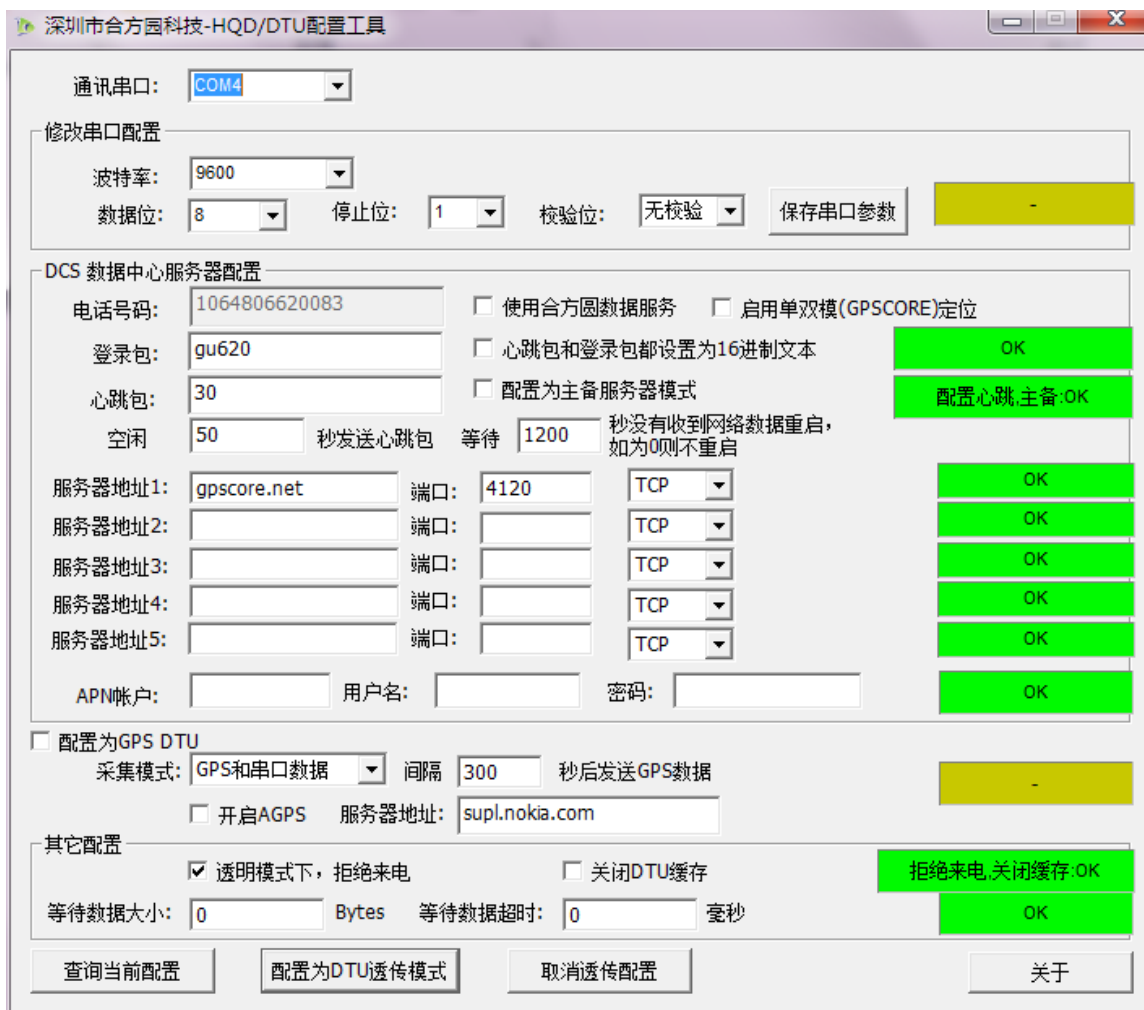 深圳市合方园科技-HQD/DTU配置工具
通讯串口: COM4
修改串口配置
波特率: 9600
数据位: 8 停止位: 1 校验位: 无校验 保存串口参数 -
DCS 数据中心服务器配置
电话号码: 1064806620083 使用合方圆数据服务 启用单双模(GPSCORE)定位
登录包: gu620 心跳包和登录包都设置为16进制文本 OK
心跳包: 30 配置为主备服务器模式 配置心跳,主备:OK
空闲 50 秒发送心跳包 等待 1200 秒没有收到网络数据重启，
如为0则不重启
服务器地址1: gpscore.net 端口: 4120 TCP OK
服务器地址2: 端口: TCP OK
服务器地址3: 端口: TCP OK
服务器地址4: 端口: TCP OK
服务器地址5: 端口: TCP OK
APN帐户: 用户名: 密码: OK
配置为GPS DTU
采集模式: GPS和串口数据 间隔 300 秒后发送GPS数据 -
开启AGPS 服务器地址: supl.nokia.com
其它配置
透明模式下，拒绝来电 关闭DTU缓存 拒绝来电,关闭缓存:OK
等待数据大小: 0 Bytes 等待数据超时: 0 毫秒 OK
查询当前配置 配置为DTU透传模式 取消透传配置 关于